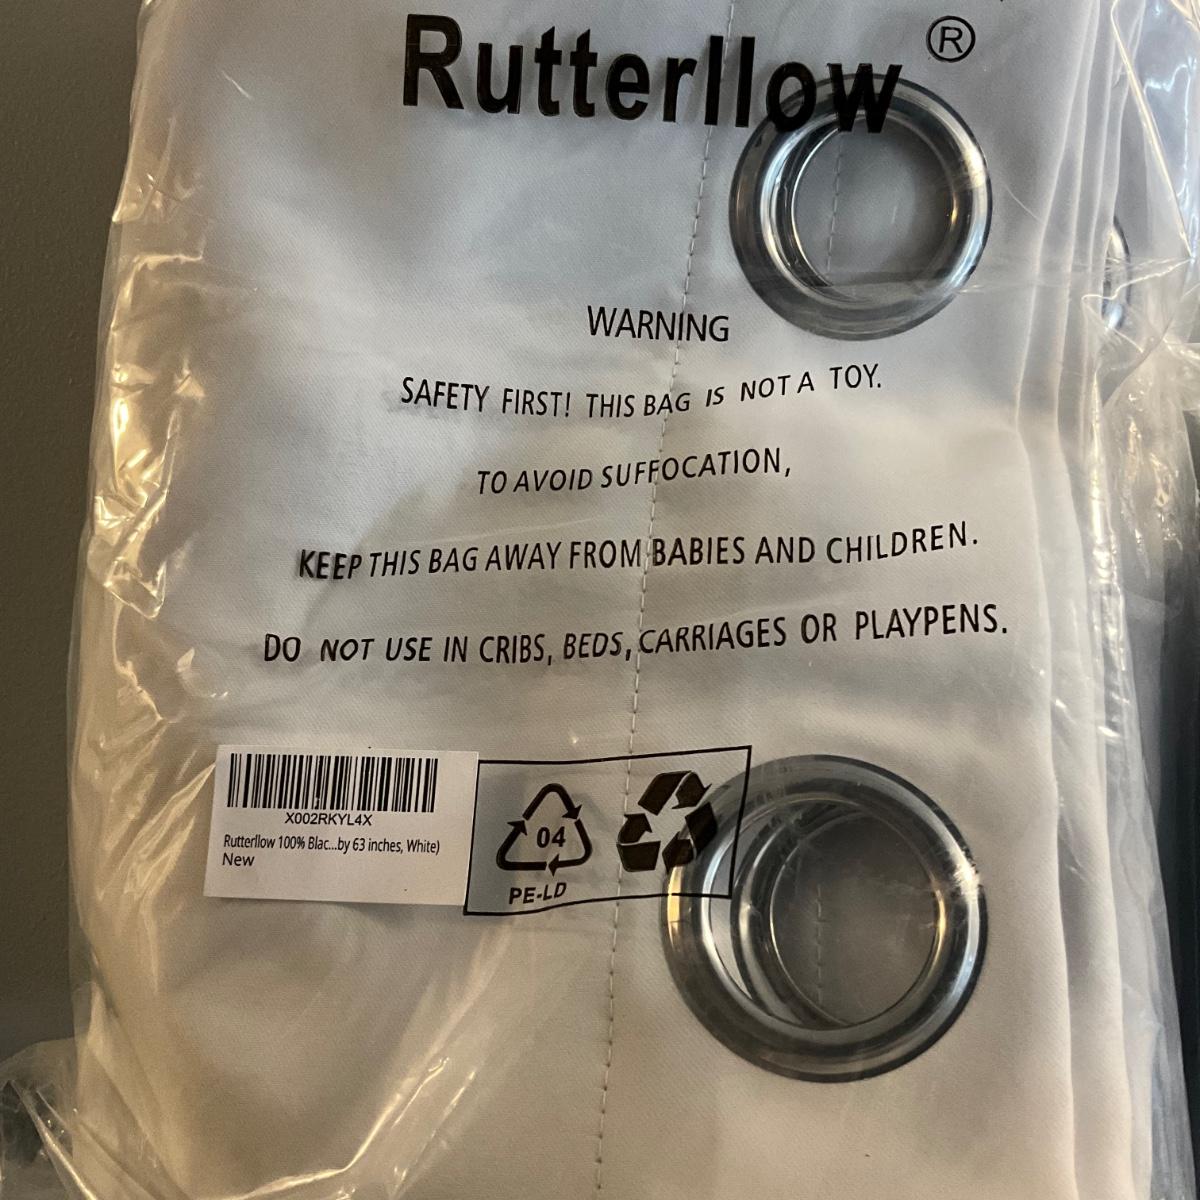 Rutterllow ®
WARNING
SAFETY FIRST! THIS BAG IS NOT A TOY.
TO AVOID SUFFOCATION,
KEEP THIS BAG AWAY FROM BABIES AND CHILDREN.
DO NOT USE IN CRIBS, BEDS, CARRIAGES OR PLAYPENS.
X002RKYL4X
Rutterllow 100% Blac...by 63 inches, White)
New
04
PE-LD